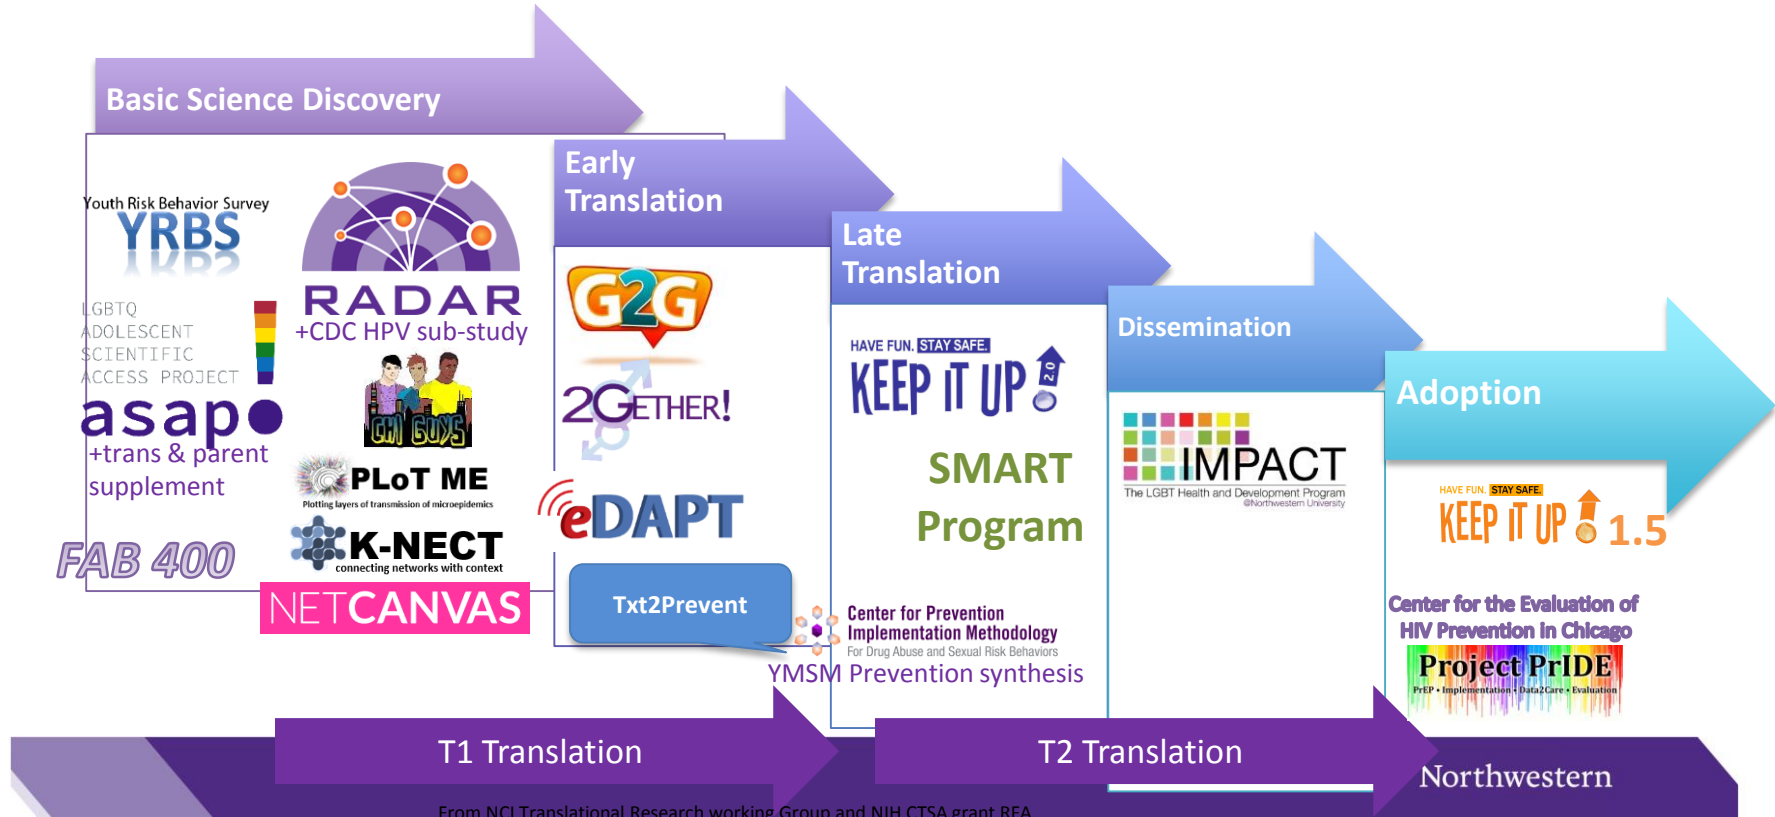 Basic Science Discovery
Youth Risk Behavior Survey
YRBS
LGBTQ
ADOLESCENT
SCIENTIFIC
ACCESS PROJECT
asap
+trans & parent
supplement
FAB 400
RADAR
+CDC HPV sub-study
CHI GUYS
PLoT ME
Plotting layers of transmission of microepidemics
K-NECT
connecting networks with context
NETCANVAS
Early
Translation
G2G
2GETHER!
eDAPT
Txt2Prevent
Late
Translation
HAVE FUN. STAY SAFE.
KEEP IT UP! 2.0
SMART
Program
Center for Prevention
Implementation Methodology
For Drug Abuse and Sexual Risk Behaviors
YMSM Prevention synthesis
Dissemination
IMPACT
The LGBT Health and Development Program
@Northwestern University
Adoption
HAVE FUN. STAY SAFE.
KEEP IT UP! 1.5
Center for the Evaluation of
HIV Prevention in Chicago
Project PrIDE
PrEP • Implementation • Data2Care • Evaluation
T1 Translation
T2 Translation
Northwestern
From NCI Translational Research working Group and NIH CTSA grant RFA